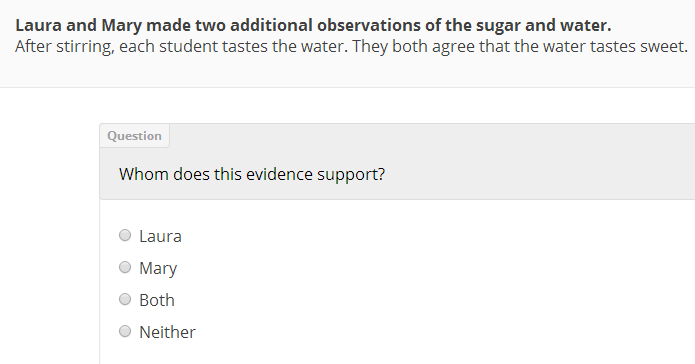 Laura and Mary made two additional observations of the sugar and water.
After stirring, each student tastes the water. They both agree that the water tastes sweet.
Question
Whom does this evidence support?
Laura
Mary
Both
Neither